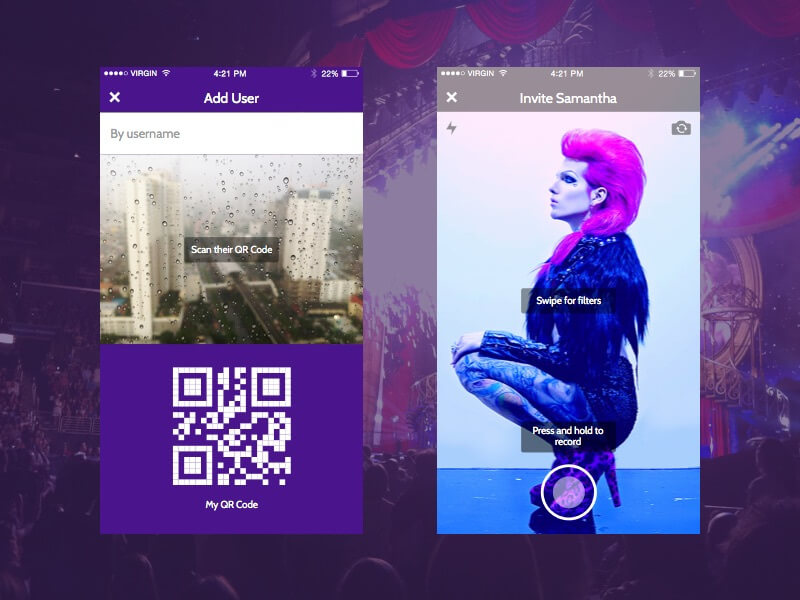 VIRGIN 4:21 PM 22%
Add User
By username
Scan their QR Code
My QR Code
VIRGIN 4:21 PM 22%
Invite Samantha
Swipe for filters
Press and hold to
record